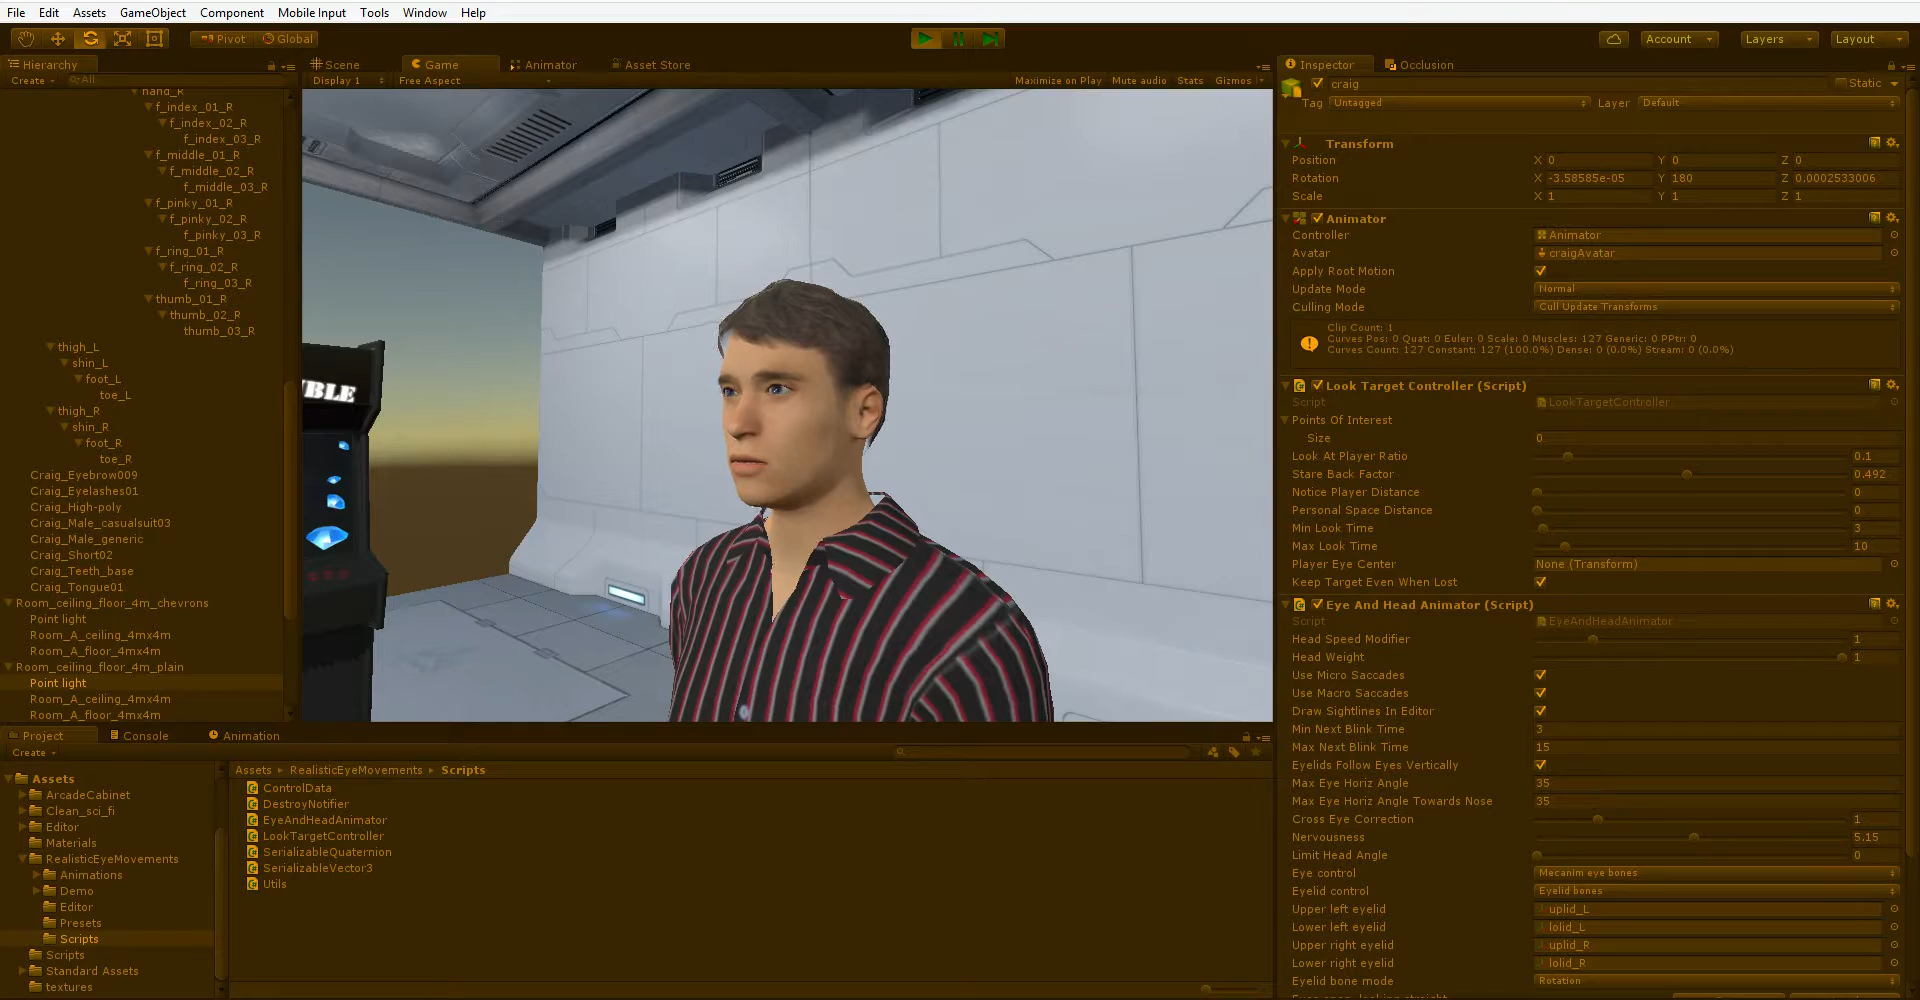 File Edit Assets GameObject Component Mobile Input Tools Window Help
Pivot Global Account Layers Layout
Hierarchy
Create All
hand_R
f_index_01_R
f_index_02_R
f_index_03_R
f_middle_01_R
f_middle_02_R
f_middle_03_R
f_pinky_01_R
f_pinky_02_R
f_pinky_03_R
f_ring_01_R
f_ring_02_R
f_ring_03_R
thumb_01_R
thumb_02_R
thumb_03_R
thigh_L
shin_L
foot_L
toe_L
thigh_R
shin_R
foot_R
toe_R
Craig_Eyebrow009
Craig_Eyelashes01
Craig_High-poly
Craig_Male_casualsuit03
Craig_Male_generic
Craig_Short02
Craig_Teeth_base
Craig_Tongue01
Room_ceiling_floor_4m_chevrons
Point light
Room_A_ceiling_4mx4m
Room_A_floor_4mx4m
Room_ceiling_floor_4m_plain
Point light
Room_A_ceiling_4mx4m
Room_A_floor_4mx4m
Scene Game Animator Asset Store
Display 1 Free Aspect Maximize on Play Mute audio Stats Gizmos
IBLE
Inspector Occlusion
craig Static
Tag Untagged Layer Default
Transform
Position X 0 Y 0 Z 0
Rotation X -3.58585e-05 Y 180 Z 0.0002533006
Scale X 1 Y 1 Z 1
Animator
Controller Animator
Avatar craigAvatar
Apply Root Motion
Update Mode Normal
Culling Mode Cull Update Transforms
Clip Count: 1
Curves Pos: 0 Quat: 0 Euler: 0 Scale: 0 Muscles: 127 Generic: 0 PPtr: 0
Curves Count: 127 Constant: 127 (100.0%) Dense: 0 (0.0%) Stream: 0 (0.0%)
Look Target Controller (Script)
Script LookTargetController
Points Of Interest
Size 0
Look At Player Ratio 0.1
Stare Back Factor 0.492
Notice Player Distance 0
Personal Space Distance 0
Min Look Time 3
Max Look Time 10
Player Eye Center None (Transform)
Keep Target Even When Lost
Eye And Head Animator (Script)
Script EyeAndHeadAnimator
Head Speed Modifier 1
Head Weight 1
Use Micro Saccades
Use Macro Saccades
Draw Sightlines In Editor
Min Next Blink Time 3
Max Next Blink Time 15
Eyelids Follow Eyes Vertically
Max Eye Horiz Angle 35
Max Eye Horiz Angle Towards Nose 35
Cross Eye Correction 1
Nervousness 5.15
Limit Head Angle 0
Eye control Mecanim eye bones
Eyelid control Eyelid bones
Upper left eyelid uplid_L
Lower left eyelid lolid_L
Upper right eyelid uplid_R
Lower right eyelid lolid_R
Eyelid bone mode Rotation
Project Console Animation
Create
Assets
ArcadeCabinet
Clean_sci_fi
Editor
Materials
RealisticEyeMovements
Animations
Demo
Editor
Presets
Scripts
Scripts
Standard Assets
textures
Assets RealisticEyeMovements Scripts
ControlData
DestroyNotifier
EyeAndHeadAnimator
LookTargetController
SerializableQuaternion
SerializableVector3
Utils